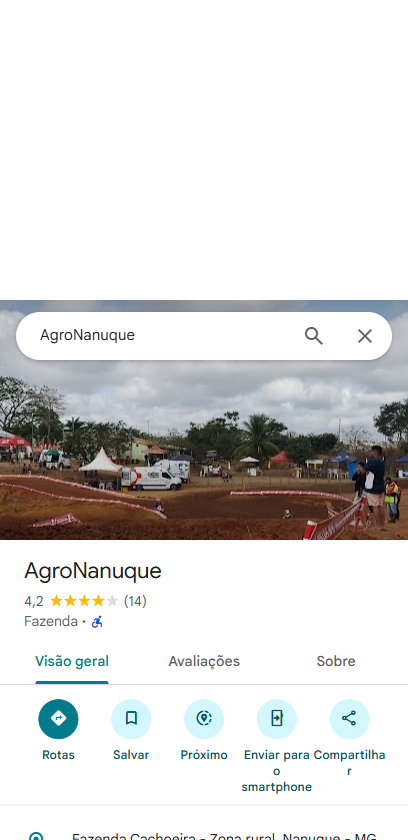 AgroNanuque
AgroNanuque
4,2 (14)
Fazenda ·
Visão geral Avaliações Sobre
Rotas Salvar Próximo Enviar para o smartphone Compartilhar
Fazenda Cachoeira - Zona rural, Nanuque - MG,